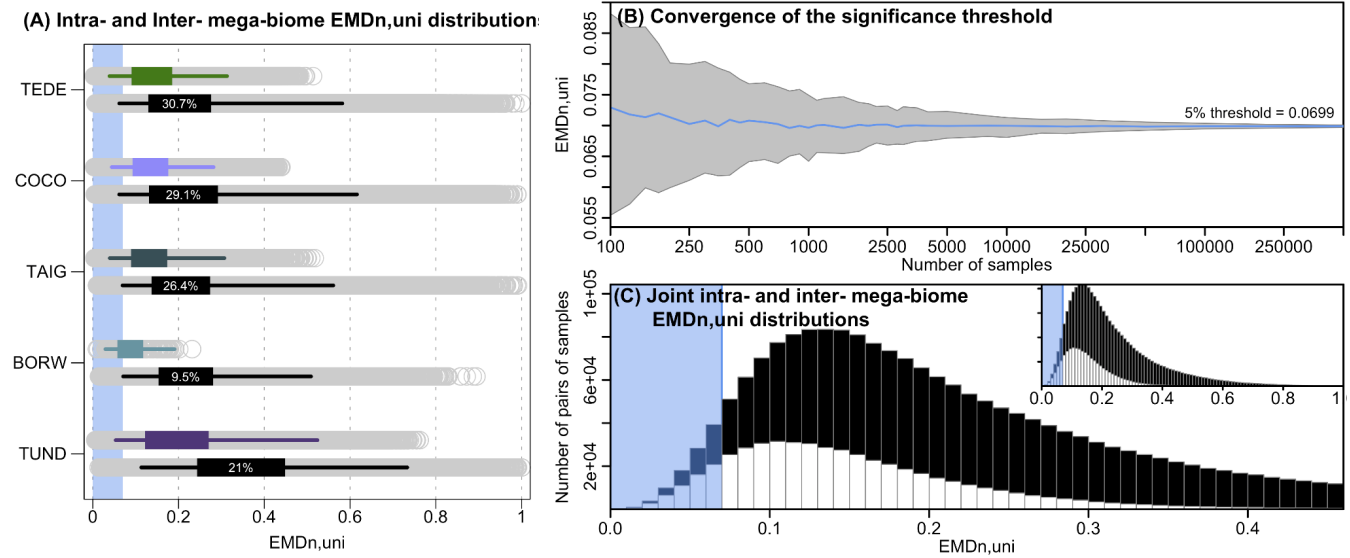 (A) Intra- and Inter- mega-biome EMDn,uni distributions
TEDE
30.7%
COCO
29.1%
TAIG
26.4%
BORW
9.5%
TUND
21%
0 0.2 0.4 0.6 0.8 1
EMDn,uni
(B) Convergence of the significance threshold
EMDn,uni
0.085
0.075
0.065
0.055
5% threshold = 0.0699
100 250 500 1000 2500 5000 10000 25000 100000 250000
Number of samples
(C) Joint intra- and inter- mega-biome
EMDn,uni distributions
Number of pairs of samples
1e+05
6e+04
2e+04
0.0 0.2 0.4 0.6 0.8 1
0.0 0.1 0.2 0.3 0.4
EMDn,uni